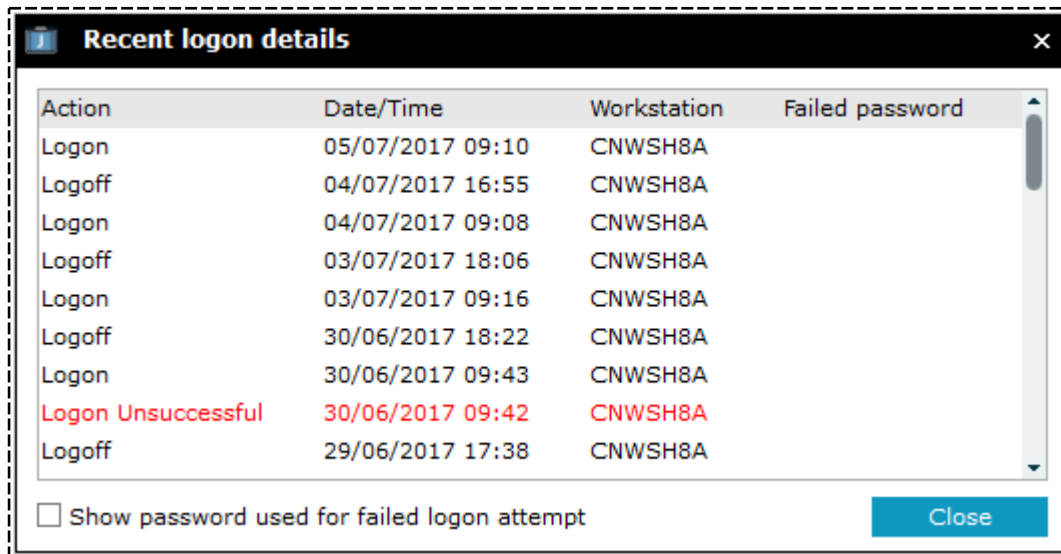 Recent logon details
Action Date/Time Workstation Failed password
Logon 05/07/2017 09:10 CNWSH8A
Logoff 04/07/2017 16:55 CNWSH8A
Logon 04/07/2017 09:08 CNWSH8A
Logoff 03/07/2017 18:06 CNWSH8A
Logon 03/07/2017 09:16 CNWSH8A
Logoff 30/06/2017 18:22 CNWSH8A
Logon 30/06/2017 09:43 CNWSH8A
Logon Unsuccessful 30/06/2017 09:42 CNWSH8A
Logoff 29/06/2017 17:38 CNWSH8A
Show password used for failed logon attempt Close